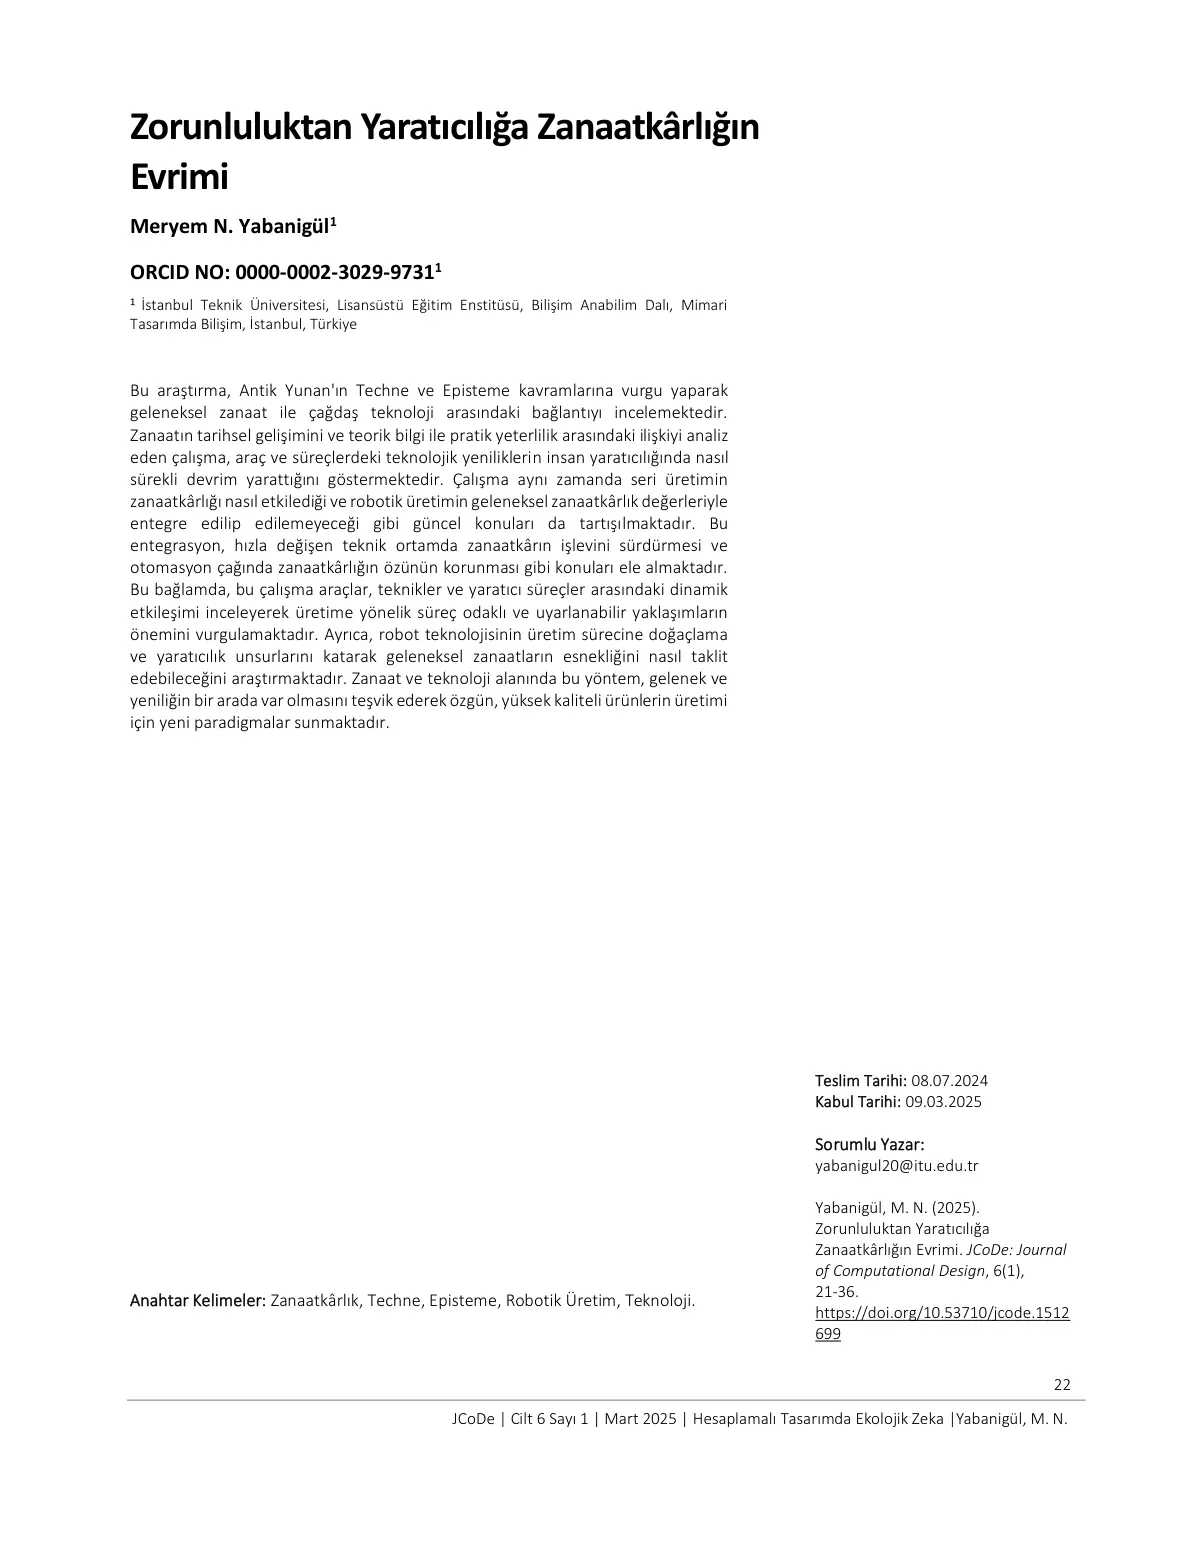 Zorunluluktan Yaratıcılığa Zanaatkârlığın
Evrimi
Meryem N. Yabanigül¹
ORCID NO: 0000-0002-3029-9731¹
¹ İstanbul Teknik Üniversitesi, Lisansüstü Eğitim Enstitüsü, Bilişim Anabilim Dalı, Mimari
Tasarımda Bilişim, İstanbul, Türkiye
Bu araştırma, Antik Yunan'ın Techne ve Episteme kavramlarına vurgu yaparak
geleneksel zanaat ile çağdaş teknoloji arasındaki bağlantıyı incelemektedir.
Zanaatın tarihsel gelişimini ve teorik bilgi ile pratik yeterlilik arasındaki ilişkiyi analiz
eden çalışma, araç ve süreçlerdeki teknolojik yeniliklerin insan yaratıcılığında nasıl
sürekli devrim yarattığını göstermektedir. Çalışma aynı zamanda seri üretimin
zanaatkârlığı nasıl etkilediği ve robotik üretimin geleneksel zanaatkârlık değerleriyle
entegre edilip edilemeyeceği gibi güncel konuları da tartışılmaktadır. Bu
entegrasyon, hızla değişen teknik ortamda zanaatkârın işlevini sürdürmesi ve
otomasyon çağında zanaatkârlığın özünün korunması gibi konuları ele almaktadır.
Bu bağlamda, bu çalışma araçlar, teknikler ve yaratıcı süreçler arasındaki dinamik
etkileşimi inceleyerek üretime yönelik süreç odaklı ve uyarlanabilir yaklaşımların
önemini vurgulamaktadır. Ayrıca, robot teknolojisinin üretim sürecine doğaçlama
ve yaratıcılık unsurlarını katarak geleneksel zanaatların esnekliğini nasıl taklit
edebileceğini araştırmaktadır. Zanaat ve teknoloji alanında bu yöntem, gelenek ve
yeniliğin bir arada var olmasını teşvik ederek özgün, yüksek kaliteli ürünlerin üretimi
için yeni paradigmalar sunmaktadır.
Teslim Tarihi: 08.07.2024
Kabul Tarihi: 09.03.2025
Sorumlu Yazar:
yabanigul20@itu.edu.tr
Yabanigül, M. N. (2025).
Zorunluluktan Yaratıcılığa
Zanaatkârlığın Evrimi. JCoDe: Journal
of Computational Design, 6(1),
21-36.
https://doi.org/10.53710/jcode.1512
699
Anahtar Kelimeler: Zanaatkârlık, Techne, Episteme, Robotik Üretim, Teknoloji.
22
JCoDe | Cilt 6 Sayı 1 | Mart 2025 | Hesaplamalı Tasarımda Ekolojik Zeka |Yabanigül, M. N.